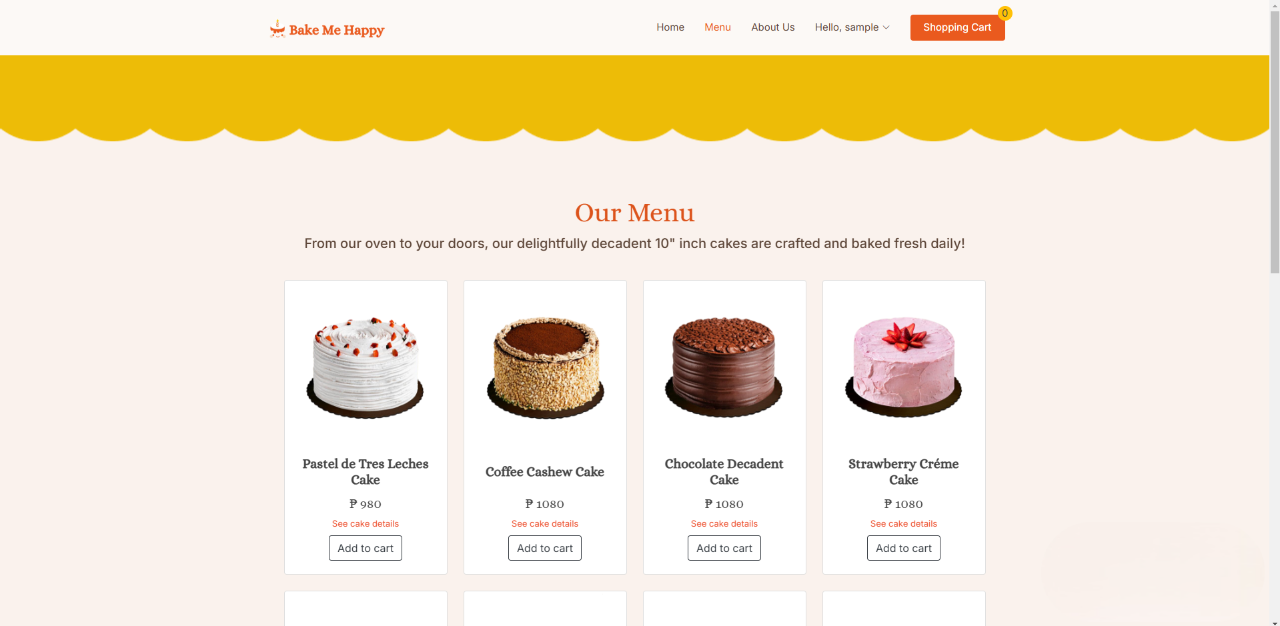 Bake Me Happy
Home
Menu
About Us
Hello, sample
Shopping Cart
0
Our Menu
From our oven to your doors, our delightfully decadent 10" inch cakes are crafted and baked fresh daily!
Pastel de Tres Leches
Cake
₱ 980
See cake details
Add to cart
Coffee Cashew Cake
₱ 1080
See cake details
Add to cart
Chocolate Decadent
Cake
₱ 1080
See cake details
Add to cart
Strawberry Créme
Cake
₱ 1080
See cake details
Add to cart